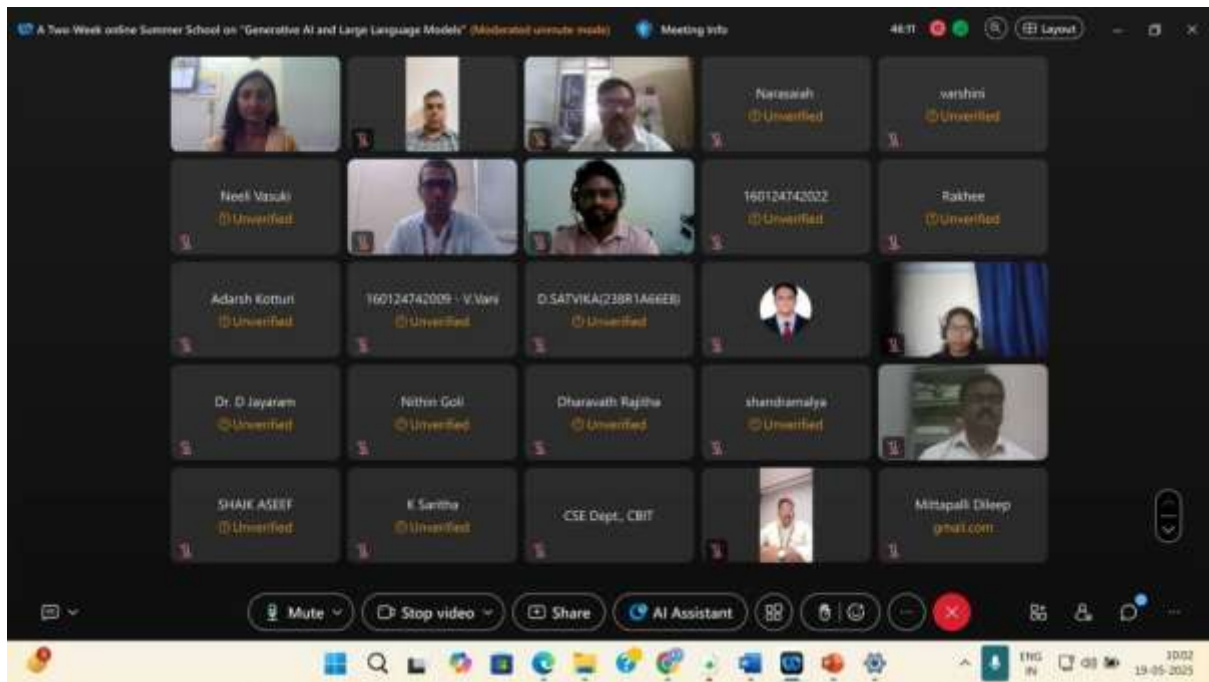 A Two-Week online Summer School on "Generative AI and Large Language Models" (Moderated unmute mode) Meeting Info 46:11 Layout
Narasaiah
Unverified
varshini
Unverified
Neeli Vasuki
Unverified
160124742022
Unverified
Rakhee
Unverified
Adarsh Kotturi
Unverified
160124742009 - V.Vani
Unverified
D.SATVIKA(238R1A66E8)
Unverified
Dr. D Jayaram
Unverified
Nithin Goli
Unverified
Dharavath Rajitha
Unverified
shandramalya
Unverified
SHAIK ASEEF
Unverified
K Saritha
Unverified
CSE Dept., CBIT
Mittapalli Dileep
gmail.com
Mute Stop video Share AI Assistant
ENG
IN
10:02
19-05-2025